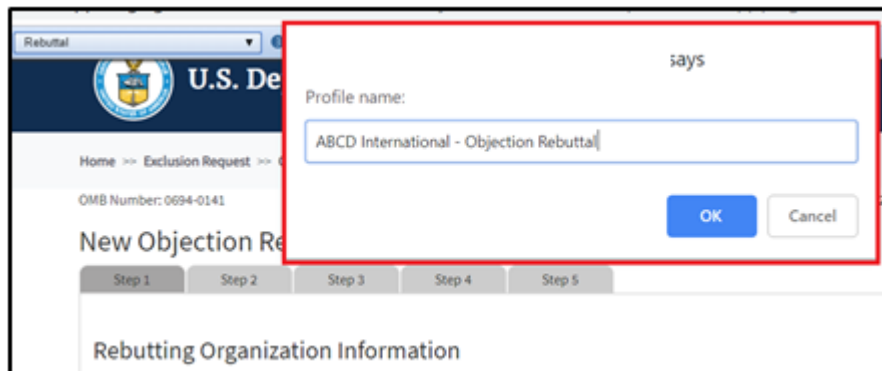 Rebuttal
says
U.S. De
Profile name:
ABCD International - Objection Rebuttal
Home >> Exclusion Request >>
OMB Number: 0694-0141
OK
Cancel
New Objection Re
Step 1
Step 2
Step 3
Step 4
Step 5
Rebutting Organization Information